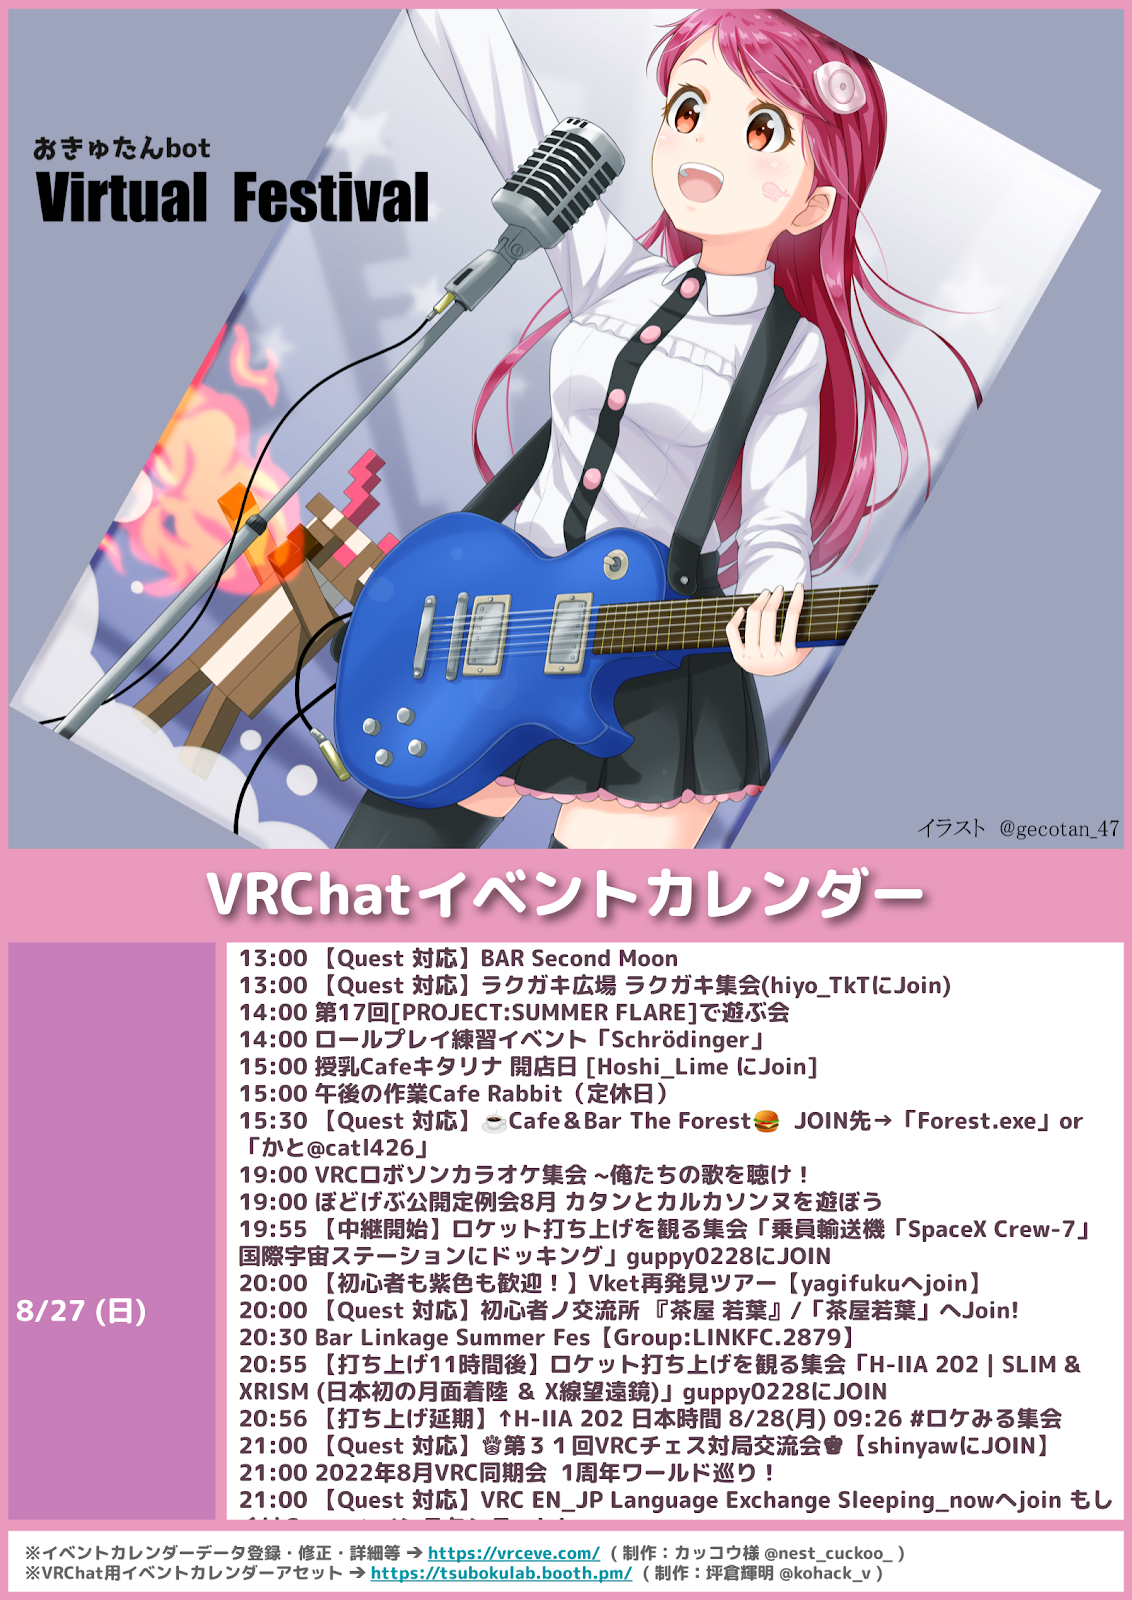 おきゅたんbot
Virtual Festival
イラスト @gecotan_47
VRChatイベントカレンダー
8/27 (日)
13:00 【Quest 対応】BAR Second Moon
13:00 【Quest 対応】ラクガキ広場 ラクガキ集会(hiyo_TkTにJoin)
14:00 第17回[PROJECT:SUMMER FLARE]で遊ぶ会
14:00 ロールプレイ練習イベント「Schrödinger」
15:00 授乳Cafeキタリナ 開店日 [Hoshi_Lime にJoin]
15:00 午後の作業Cafe Rabbit（定休日）
15:30 【Quest 対応】☕Cafe＆Bar The Forest🍔 JOIN先→「Forest.exe」or
「かと@catl426」
19:00 VRCロボソンカラオケ集会 ~俺たちの歌を聴け！
19:00 ぼどげぶ公開定例会8月 カタンとカルカソンヌを遊ぼう
19:55 【中継開始】ロケット打ち上げを観る集会「乗員輸送機「SpaceX Crew-7」
国際宇宙ステーションにドッキング」guppy0228にJOIN
20:00 【初心者も紫色も歓迎！】Vket再発見ツアー【yagifukuへjoin】
20:00 【Quest 対応】初心者ノ交流所 『茶屋 若葉』/「茶屋若葉」へJoin!
20:30 Bar Linkage Summer Fes【Group:LINKFC.2879】
20:55 【打ち上げ11時間後】ロケット打ち上げを観る集会「H-IIA 202 | SLIM &
XRISM (日本初の月面着陸 ＆ X線望遠鏡)」guppy0228にJOIN
20:56 【打ち上げ延期】↑H-IIA 202 日本時間 8/28(月) 09:26 #ロケみる集会
21:00 【Quest 対応】♕第３１回VRCチェス対局交流会♚【shinyawにJOIN】
21:00 2022年8月VRC同期会 1周年ワールド巡り！
21:00 【Quest 対応】VRC EN_JP Language Exchange Sleeping_nowへjoin もし
※イベントカレンダーデータ登録・修正・詳細等 ➔ https://vrceve.com/ ( 制作：カッコウ様 @nest_cuckoo_ )
※VRChat用イベントカレンダーアセット ➔ https://tsubokulab.booth.pm/ ( 制作：坪倉輝明 @kohack_v )